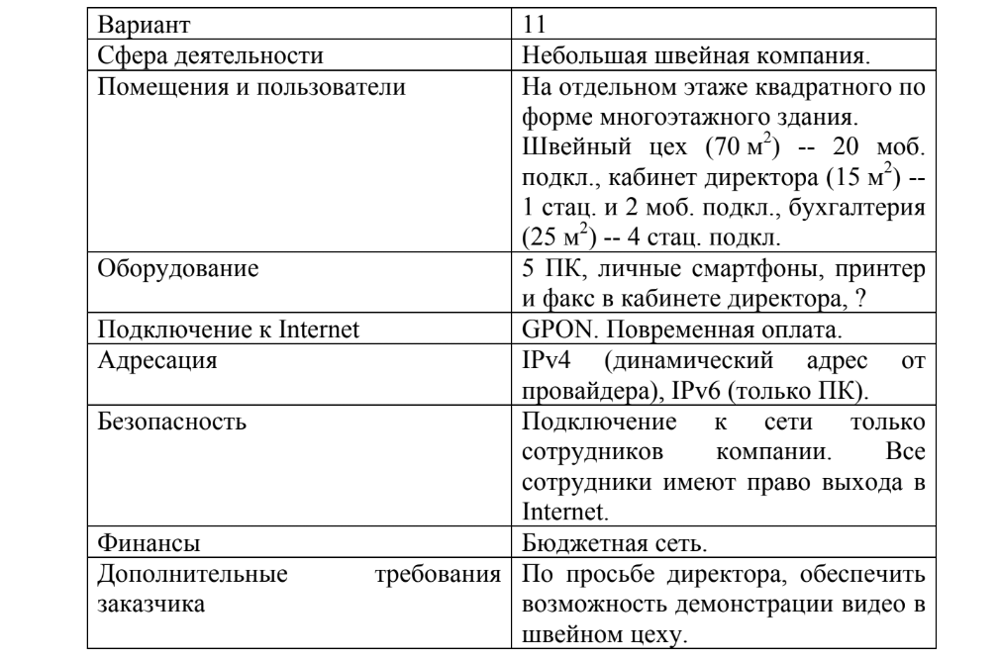 Вариант
11
Сфера деятельности
Небольшая швейная компания.
Помещения и пользователи
На отдельном этаже квадратного по
форме многоэтажного здания.
Швейный цех (70 м²) -- 20 моб.
подкл., кабинет директора (15 м²) --
1 стац. и 2 моб. подкл., бухгалтерия
(25 м²) -- 4 стац. подкл.
Оборудование
5 ПК, личные смартфоны, принтер
и факс в кабинете директора, ?
Подключение к Internet
GPON. Повременная оплата.
Адресация
IPv4 (динамический адрес от
провайдера), IPv6 (только ПК).
Безопасность
Подключение к сети только
сотрудников компании. Все
сотрудники имеют право выхода в
Internet.
Финансы
Бюджетная сеть.
Дополнительные требования
заказчика
По просьбе директора, обеспечить
возможность демонстрации видео в
швейном цеху.